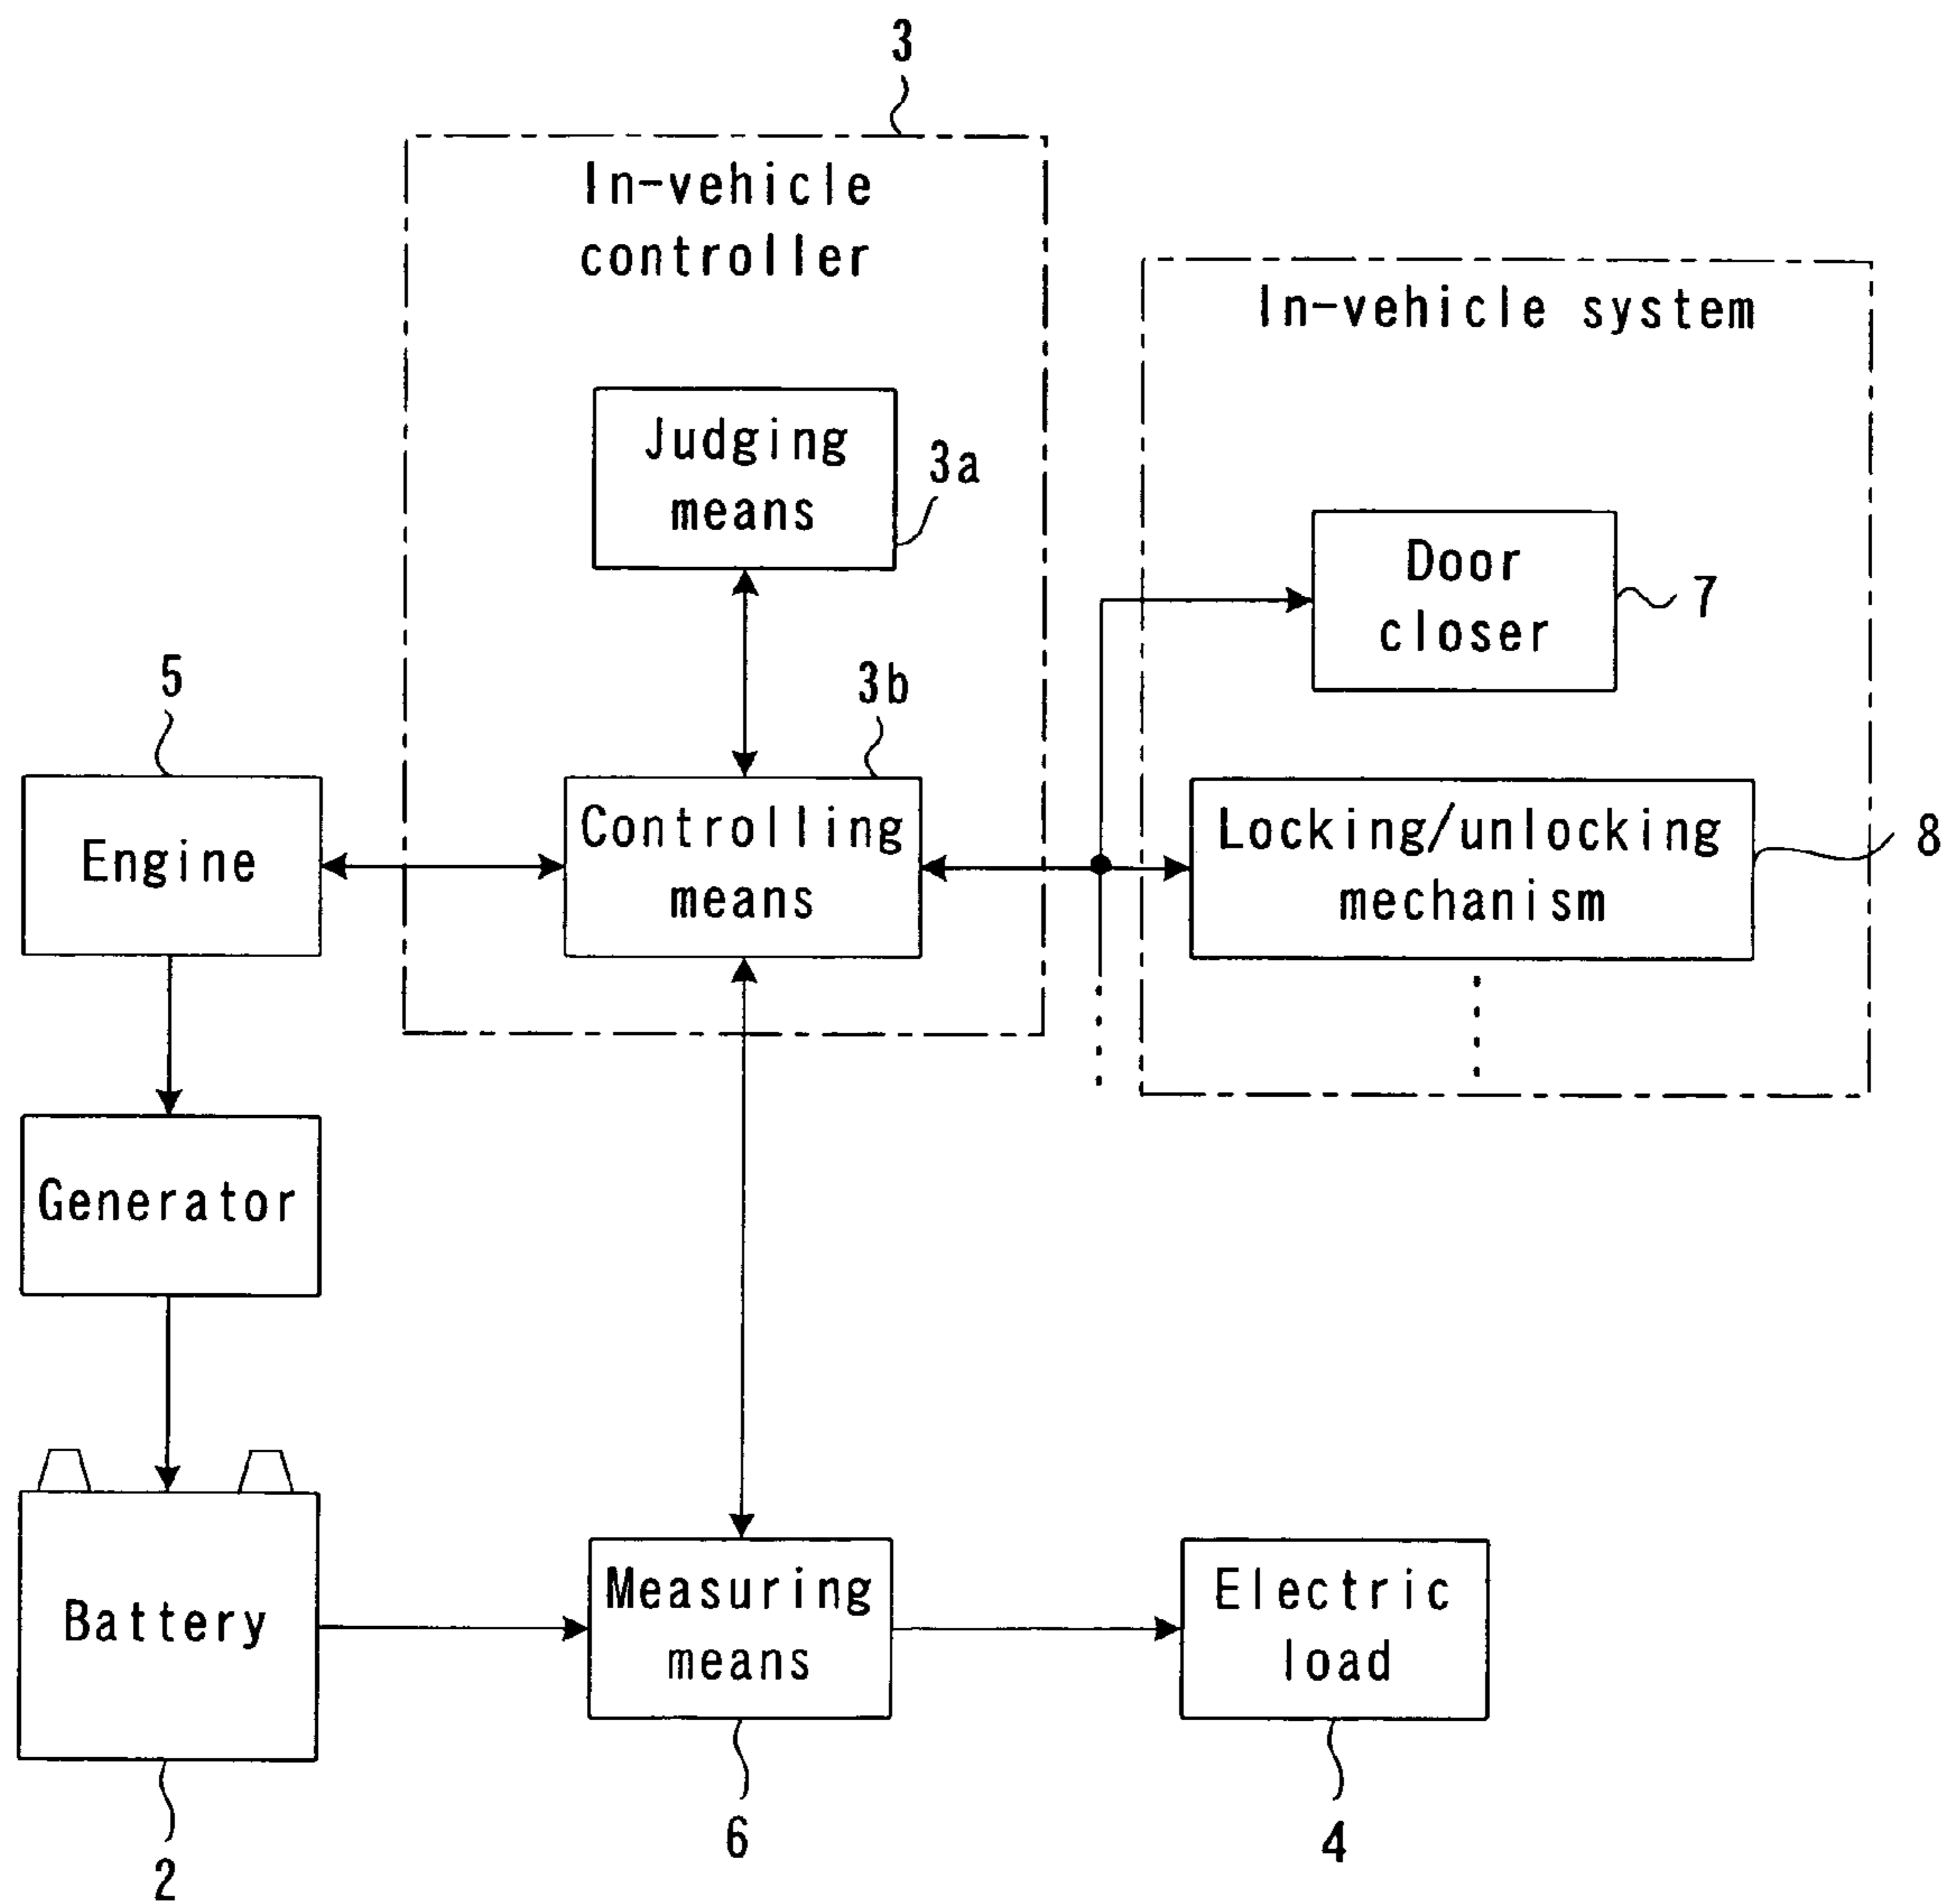 3
In-vehicle
controller
In-vehicle system
Judging
means
3a
Door
closer
7
5
3b
Engine
Controlling
means
Locking/unlocking
mechanism
8
Generator
Battery
Measuring
means
Electric
load
2
6
4